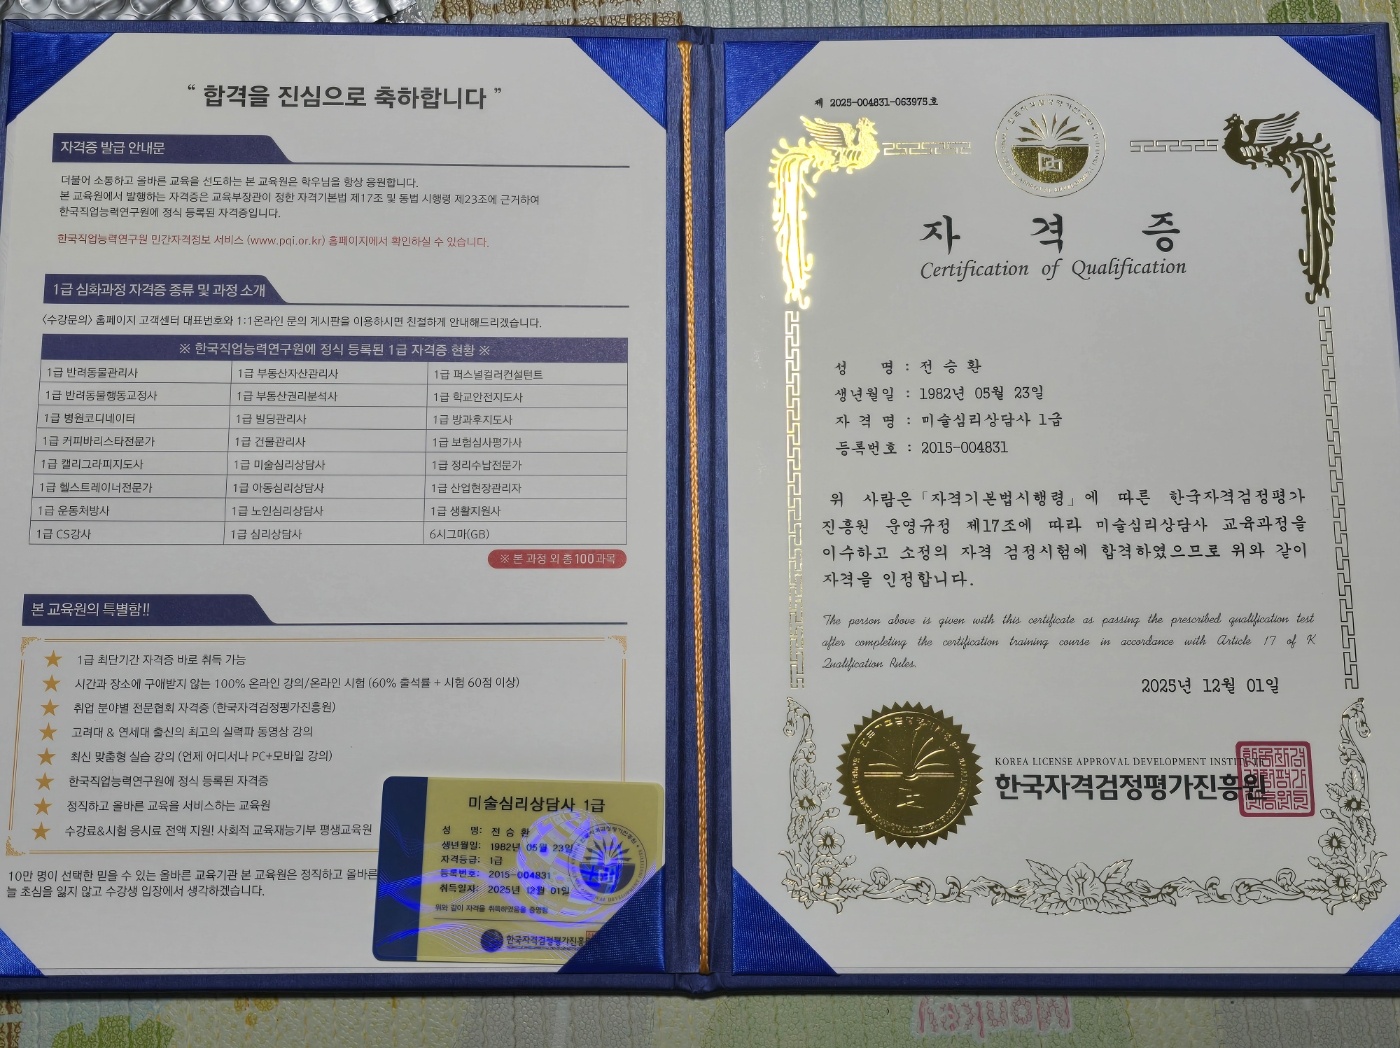 “ 합격을 진심으로 축하합니다 ”
자격증 발급 안내문
더불어 소통하고 올바른 교육을 선도하는 본 교육원은 학우님을 항상 응원합니다.
본 교육원에서 발행하는 자격증은 교육부장관이 정한 자격기본법 제17조 및 동법 시행령 제23조에 근거하여
한국직업능력연구원에 정식 등록된 자격증입니다.
한국직업능력연구원 민간자격정보 서비스 (www.pqi.or.kr) 홈페이지에서 확인하실 수 있습니다.
1급 심화과정 자격증 종류 및 과정 소개
<수강문의> 홈페이지 고객센터 대표번호와 1:1온라인 문의 게시판을 이용하시면 친절하게 안내해드리겠습니다.
※ 한국직업능력연구원에 정식 등록된 1급 자격증 현황 ※
1급 반려동물관리사 1급 부동산자산관리사 1급 퍼스널컬러컨설턴트
1급 반려동물행동교정사 1급 부동산권리분석사 1급 학교안전지도사
1급 병원코디네이터 1급 빌딩관리사 1급 방과후지도사
1급 커피바리스타전문가 1급 건물관리사 1급 보험심사평가사
1급 캘리그라피지도사 1급 미술심리상담사 1급 정리수납전문가
1급 헬스트레이너전문가 1급 아동심리상담사 1급 산업현장관리자
1급 운동처방사 1급 노인심리상담사 1급 생활지원사
1급 CS강사 1급 심리상담사 6시그마(GB)
※ 본 과정 외 총100과목
본 교육원의 특별함!!
★ 1급 최단기간 자격증 바로 취득 가능
★ 시간과 장소에 구애받지 않는 100% 온라인 강의/온라인 시험 (60% 출석률 + 시험 60점 이상)
★ 취업 분야별 전문협회 자격증 (한국자격검정평가진흥원)
★ 고려대 & 연세대 출신의 최고의 실력파 동영상 강의
★ 최신 맞춤형 실습 강의 (언제 어디서나 PC+모바일 강의)
★ 한국직업능력연구원에 정식 등록된 자격증
★ 정직하고 올바른 교육을 서비스하는 교육원
★ 수강료&시험 응시료 전액 지원! 사회적 교육재능기부 평생교육원
10만 명이 선택한 믿을 수 있는 올바른 교육기관 본 교육원은 정직하고 올바른
늘 초심을 잃지 않고 수강생 입장에서 생각하겠습니다.
미술심리상담사 1급
성 명: 전 승 환
생년월일: 1982년 05월 23일
자격등급: 1급
등록번호: 2015-004831
취득일자: 2025년 12월 01일
위와 같이 자격을 취득하였음을 증명함
한국자격검정평가진흥
제 2025-004831-063975호
자 격 증
Certification of Qualification
성 명 : 전 승 환
생년월일 : 1982년 05월 23일
자 격 명 : 미술심리상담사 1급
등록번호 : 2015-004831
위 사람은 「자격기본법시행령」에 따른 한국자격검정평가
진흥원 운영규정 제17조에 따라 미술심리상담사 교육과정을
이수하고 소정의 자격 검정시험에 합격하였으므로 위와 같이
자격을 인정합니다.
The person above is given with this certificate as passing the prescribed qualification test
after completing the certification training course in accordance with Article 17 of K
Qualification Rules.
2025년 12월 01일
KOREA LICENSE APPROVAL DEVELOPMENT INSTIT
한국자격검정평가진흥원